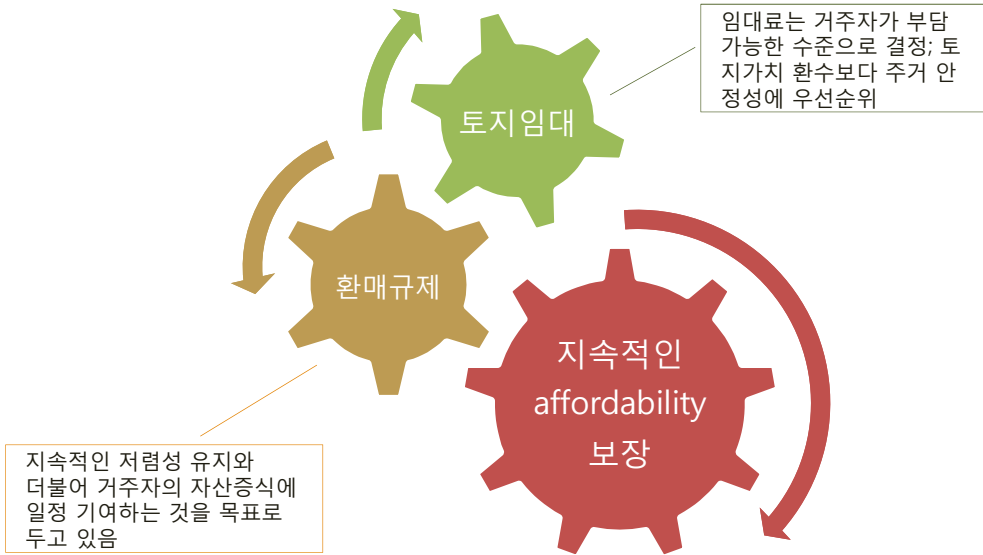 임대료는 거주자가 부담
가능한 수준으로 결정; 토
지가치 환수보다 주거 안
정성에 우선순위
토지임대
환매규제
지속적인
affordability
보장
지속적인 저렴성 유지와
더불어 거주자의 자산증식에
일정 기여하는 것을 목표로
두고 있음